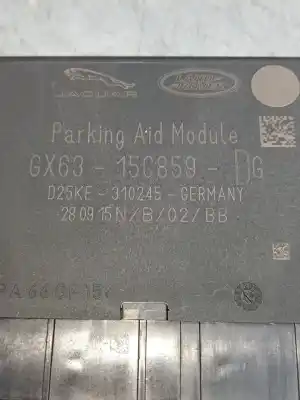 JAGUAR
LAND ROVER
Parking Aid Module
GX63 - 15C859 - DG
D25KE - 310245 - GERMANY
28 09 15 N/B/02/BB